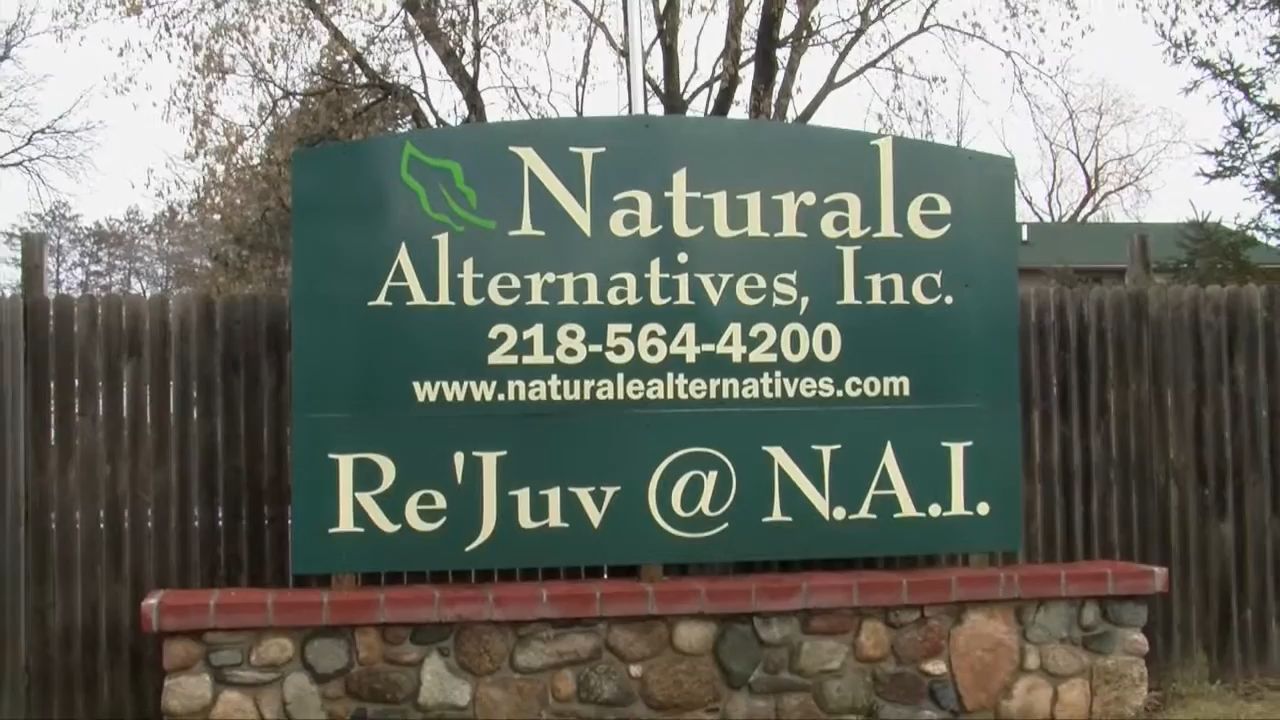 Naturale
Alternatives, Inc.
218-564-4200
www.naturalealternatives.com
Re'Juv @ N.A.I.